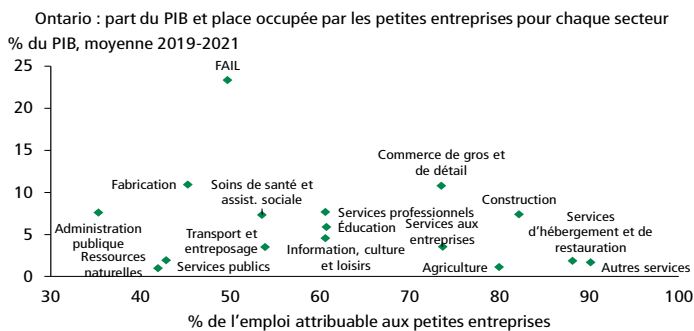 Ontario : part du PIB et place occupée par les petites entreprises pour chaque secteur
% du PIB, moyenne 2019-2021
25
20
15
10
5
0
FAIL
Commerce de gros et
de détail
Fabrication
Soins de santé et
assist. sociale
Construction
Administration
publique
Services professionnels
Éducation
Services aux
entreprises
Services
d'hébergement et de
restauration
Transport et
entreposage
Information, culture
et loisirs
Ressources
naturelles
Services publics
Agriculture
Autres services
30
40
50
60
70
80
90
100
% de l'emploi attribuable aux petites entreprises